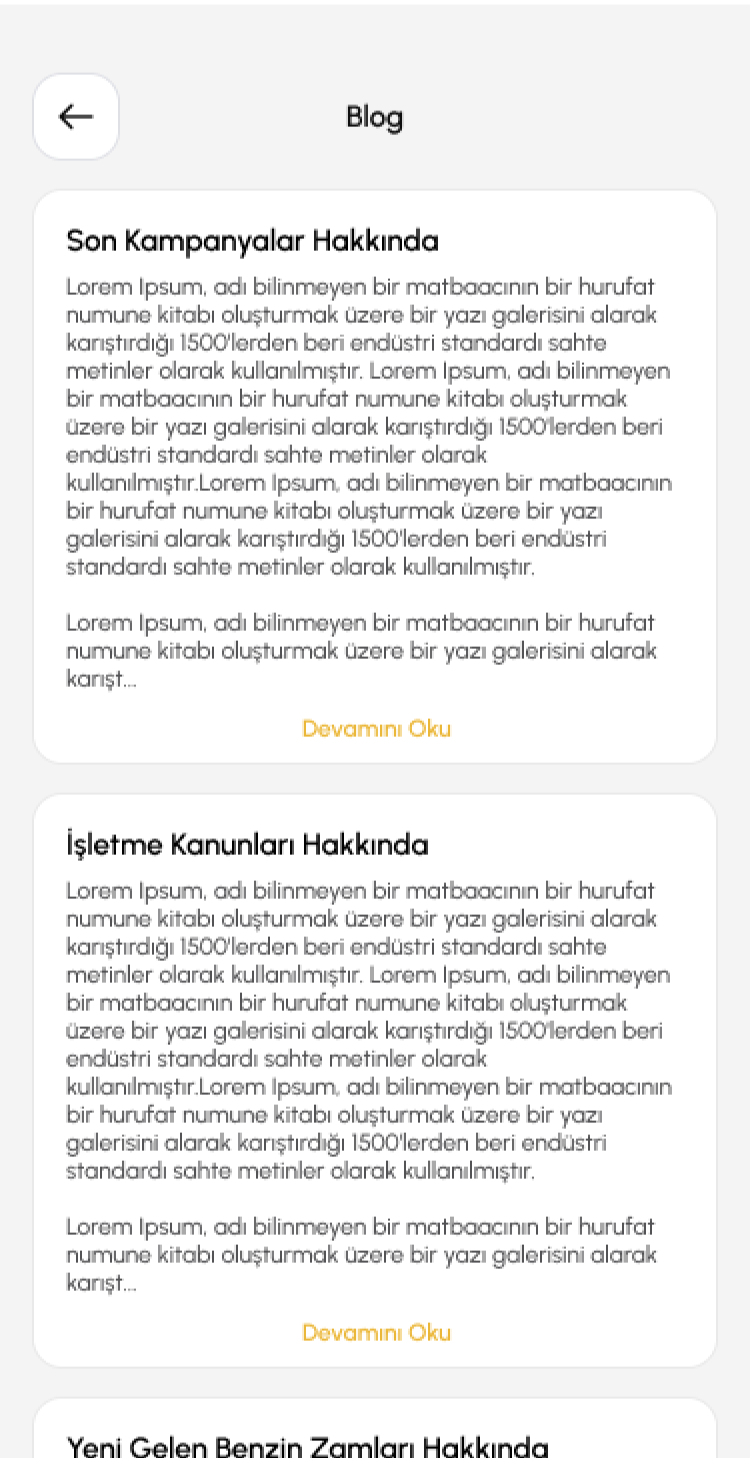 Blog
Son Kampanyalar Hakkında
Lorem Ipsum, adı bilinmeyen bir matbaacının bir hurufat
numune kitabı oluşturmak üzere bir yazı galerisini alarak
karıştırdığı 1500'lerden beri endüstri standardı sahte
metinler olarak kullanılmıştır. Lorem Ipsum, adı bilinmeyen
bir matbaacının bir hurufat numune kitabı oluşturmak
üzere bir yazı galerisini alarak karıştırdığı 1500'lerden beri
endüstri standardı sahte metinler olarak
kullanılmıştır.Lorem Ipsum, adı bilinmeyen bir matbaacının
bir hurufat numune kitabı oluşturmak üzere bir yazı
galerisini alarak karıştırdığı 1500'lerden beri endüstri
standardı sahte metinler olarak kullanılmıştır.
Lorem Ipsum, adı bilinmeyen bir matbaacının bir hurufat
numune kitabı oluşturmak üzere bir yazı galerisini alarak
karışt...
Devamını Oku
İşletme Kanunları Hakkında
Lorem Ipsum, adı bilinmeyen bir matbaacının bir hurufat
numune kitabı oluşturmak üzere bir yazı galerisini alarak
karıştırdığı 1500'lerden beri endüstri standardı sahte
metinler olarak kullanılmıştır. Lorem Ipsum, adı bilinmeyen
bir matbaacının bir hurufat numune kitabı oluşturmak
üzere bir yazı galerisini alarak karıştırdığı 1500'lerden beri
endüstri standardı sahte metinler olarak
kullanılmıştır.Lorem Ipsum, adı bilinmeyen bir matbaacının
bir hurufat numune kitabı oluşturmak üzere bir yazı
galerisini alarak karıştırdığı 1500'lerden beri endüstri
standardı sahte metinler olarak kullanılmıştır.
Lorem Ipsum, adı bilinmeyen bir matbaacının bir hurufat
numune kitabı oluşturmak üzere bir yazı galerisini alarak
karışt...
Devamını Oku
Yeni Gelen Benzin Zamları Hakkında